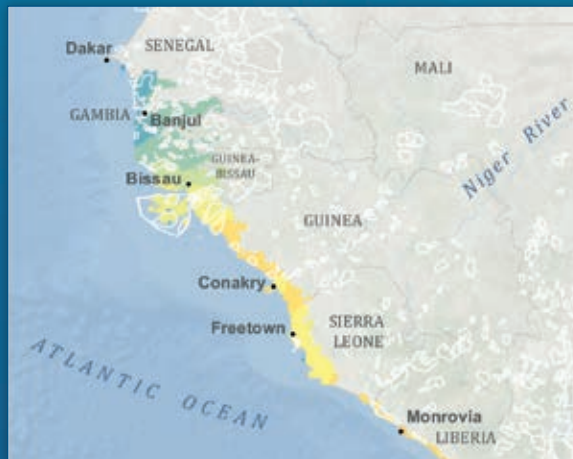 Dakar
SENEGAL
MALI
GAMBIA
Banjul
Niger River
GUINEA-
BISSAU
Bissau
GUINEA
Conakry
Freetown
SIERRA
LEONE
ATLANTIC OCEAN
Monrovia
LIBERIA